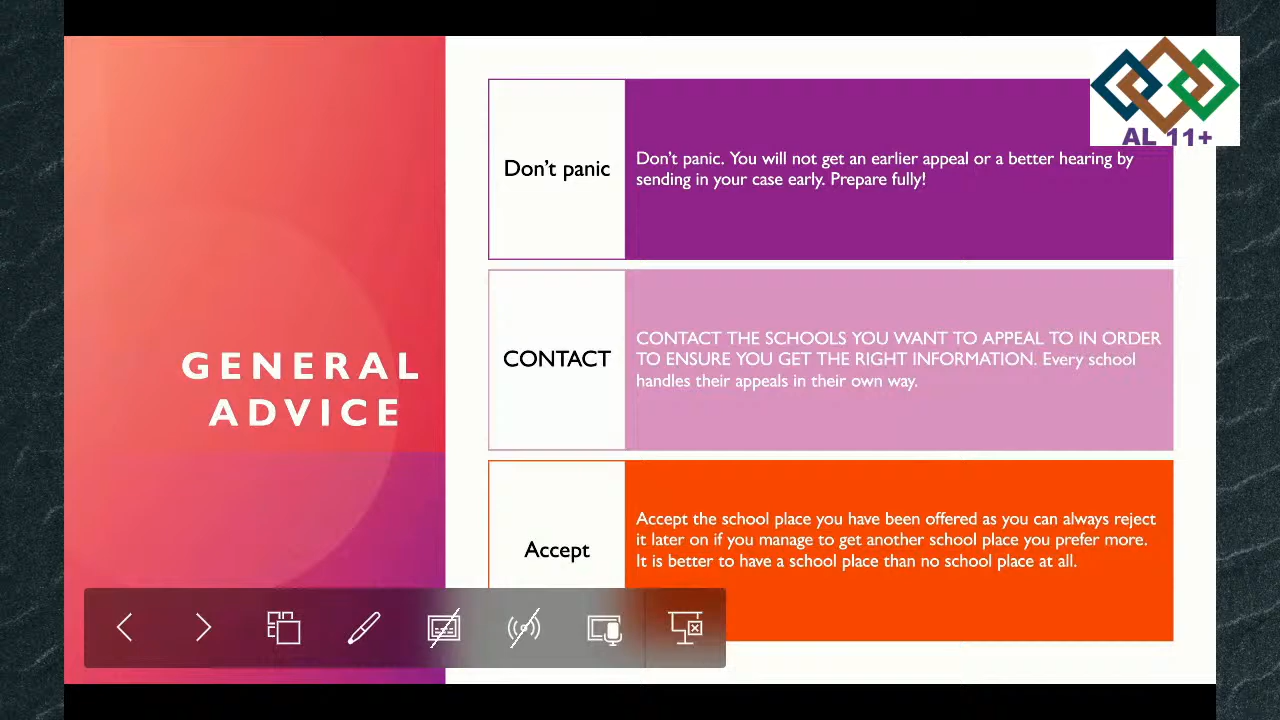 AL 11+
GENERAL
ADVICE
Don't panic
Don't panic. You will not get an earlier appeal or a better hearing by
sending in your case early. Prepare fully!
CONTACT
CONTACT THE SCHOOLS YOU WANT TO APPEAL TO IN ORDER
TO ENSURE YOU GET THE RIGHT INFORMATION. Every school
handles their appeals in their own way.
Accept
Accept the school place you have been offered as you can always reject
it later on if you manage to get another school place you prefer more.
It is better to have a school place than no school place at all.